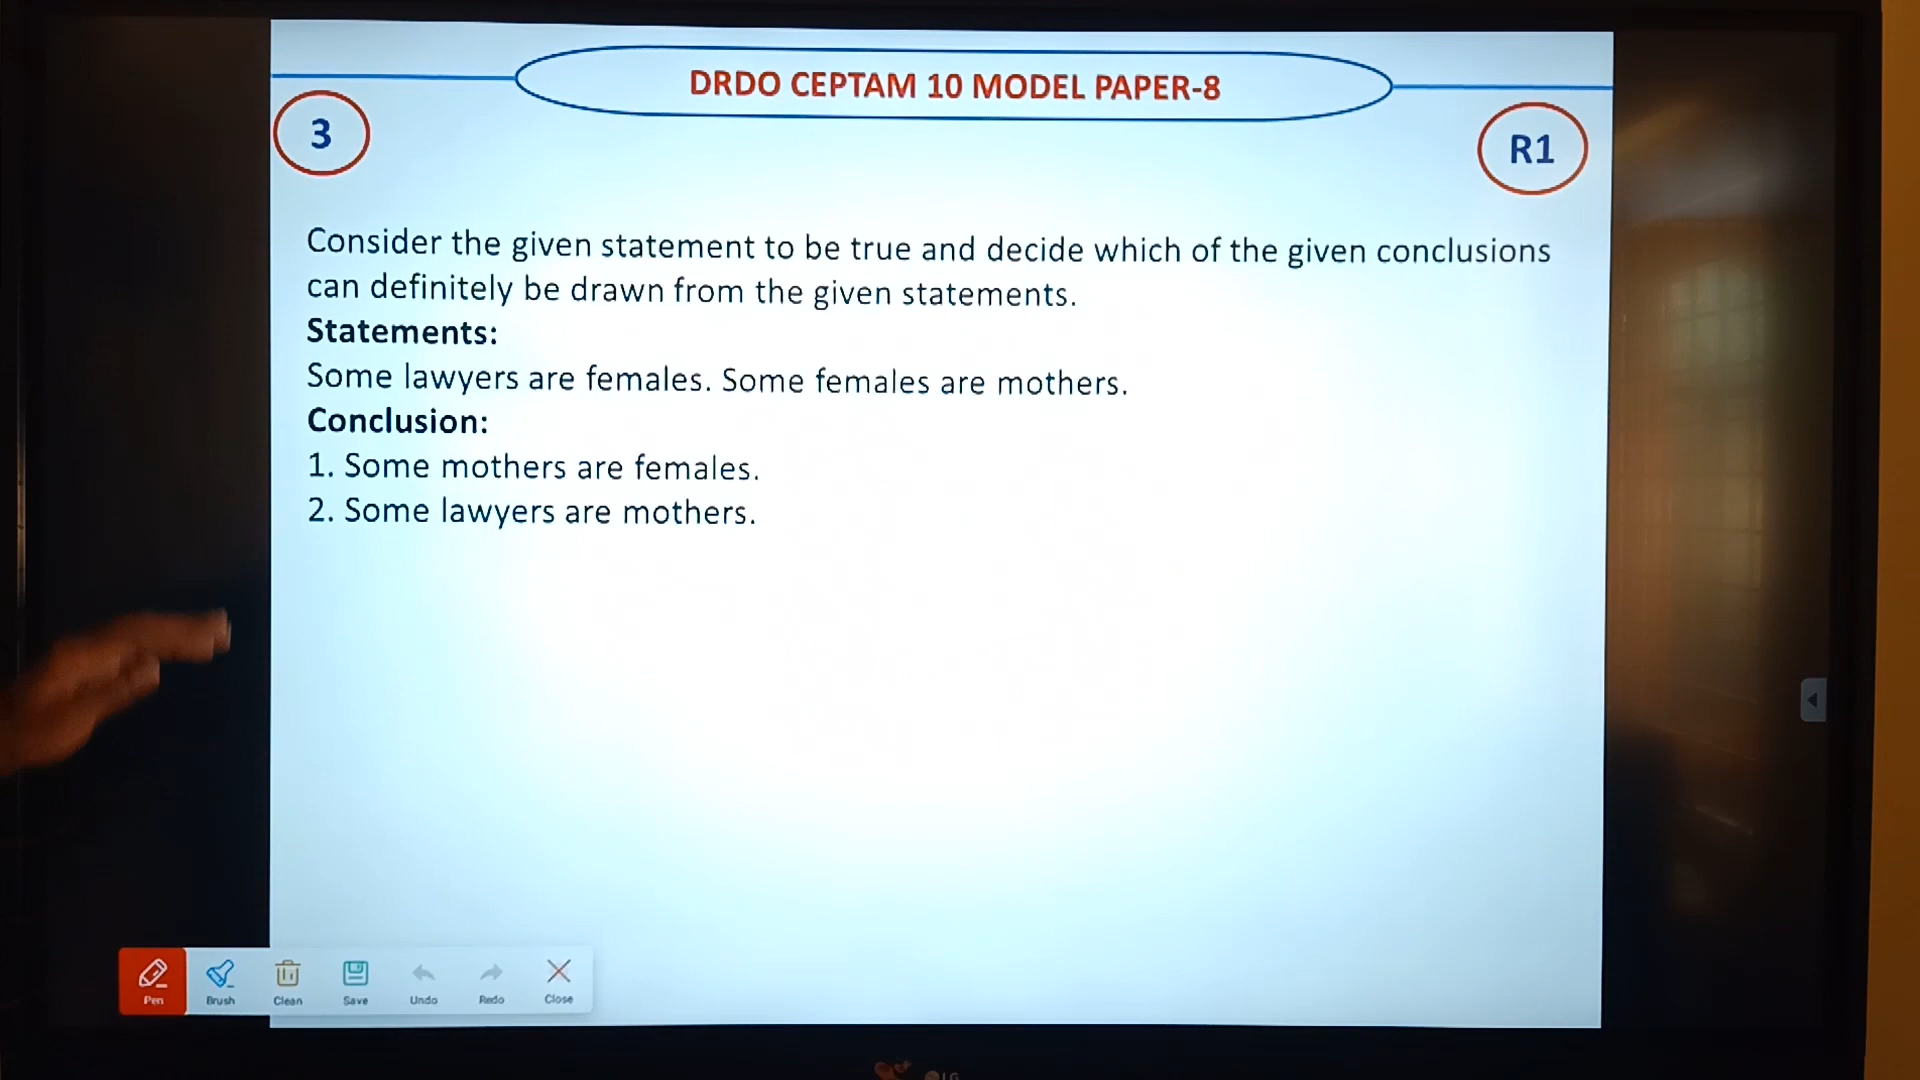 DRDO CEPTAM 10 MODEL PAPER-8
3
R1
Consider the given statement to be true and decide which of the given conclusions
can definitely be drawn from the given statements.
Statements:
Some lawyers are females. Some females are mothers.
Conclusion:
1. Some mothers are females.
2. Some lawyers are mothers.
Pen
Brush
Clean
Save
Undo
Redo
Close
LG